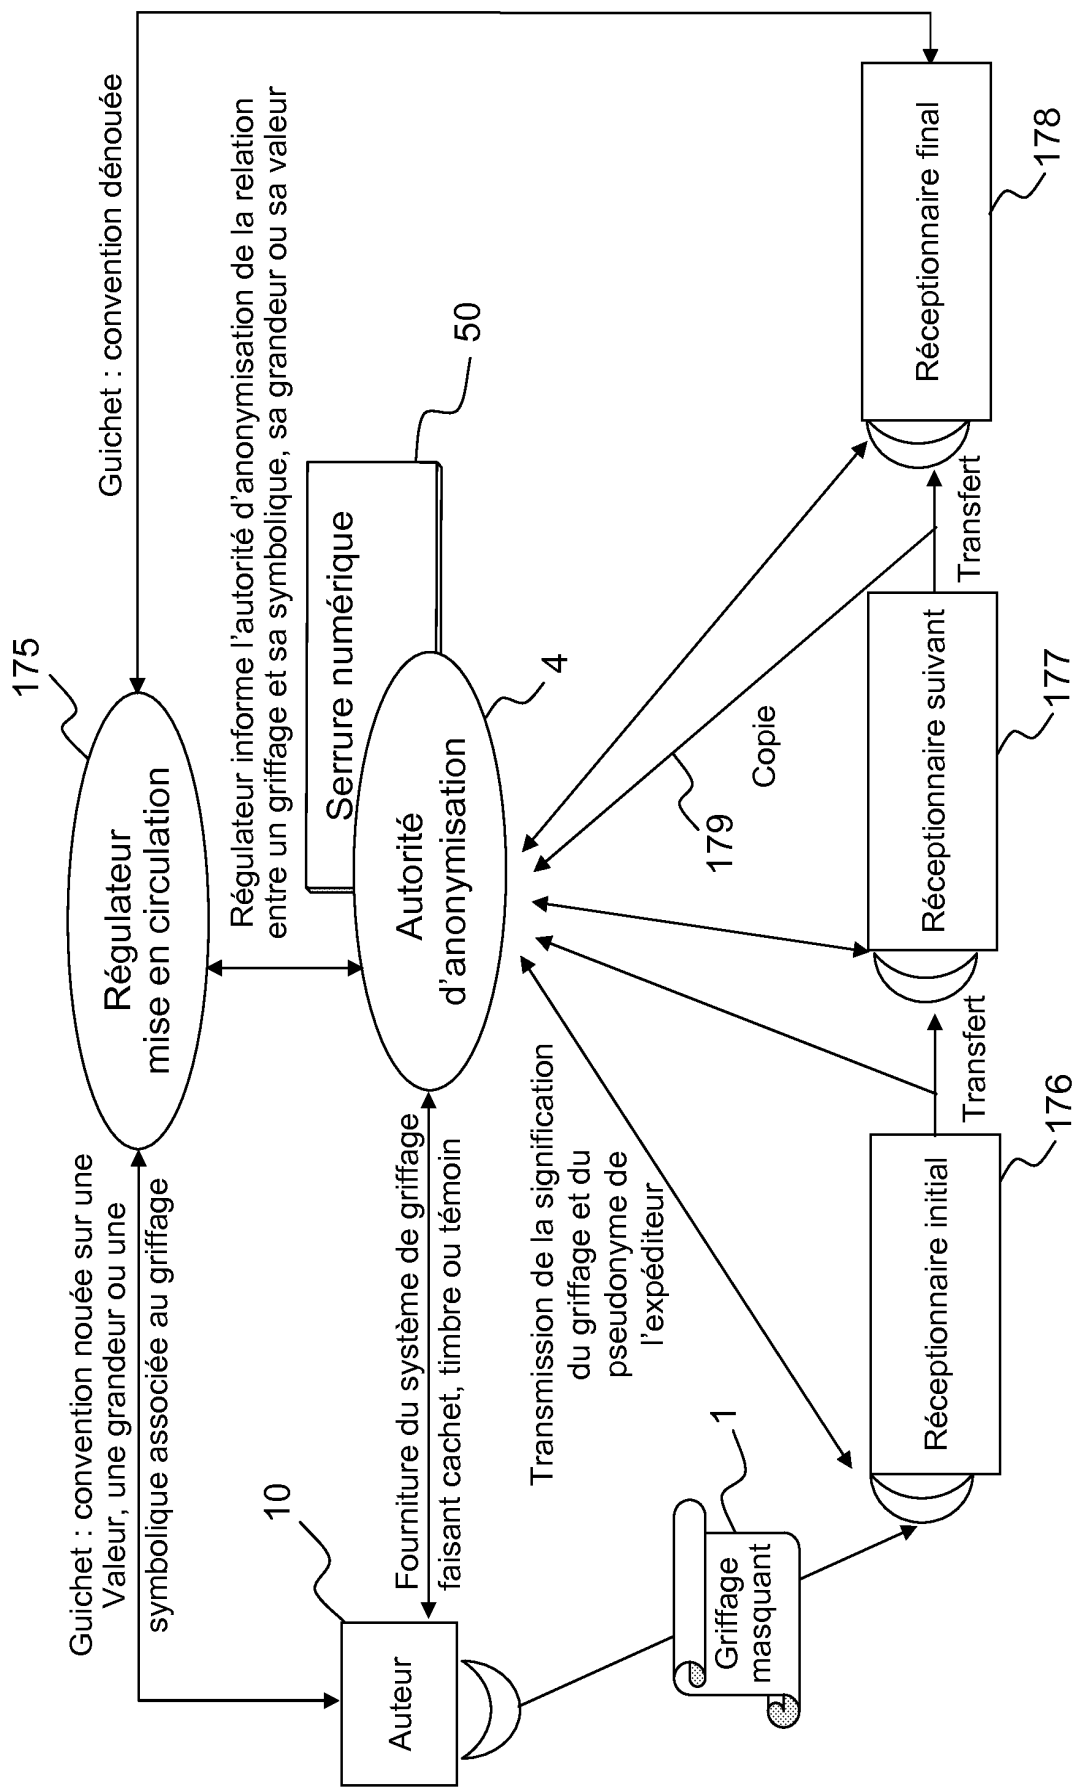 Guichet : convention nouée sur une
Valeur, une grandeur ou une
symbolique associée au griffage
175
Régulateur
mise en circulation
Guichet : convention dénouée
Régulateur informe l'autorité d'anonymisation de la relation
entre un griffage et sa symbolique, sa grandeur ou sa valeur
10
Auteur
Fourniture du système de griffage
faisant cachet, timbre ou témoin
Autorité
d'anonymisation
4
Serrure numérique
50
Transmission de la signification
du griffage et du
pseudonyme de
l'expéditeur
1
Griffage
masquant
179
Copie
Réceptionnaire initial
176
Transfert
Réceptionnaire suivant
177
Transfert
Réceptionnaire final
178